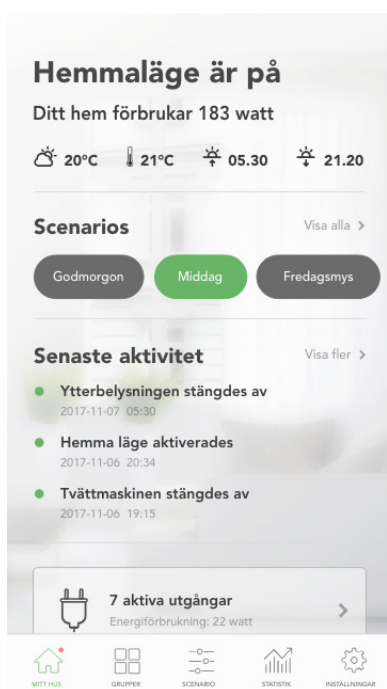 Hemmaläge är på
Ditt hem förbrukar 183 watt
20°C 21°C 05.30 21.20
Scenarios Visa alla >
Godmorgon Middag Fredagsmys
Senaste aktivitet Visa fler >
Ytterbelysningen stängdes av
2017-11-07 05:30
Hemma läge aktiverades
2017-11-06 20:34
Tvättmaskinen stängdes av
2017-11-06 19:15
7 aktiva utgångar
Energiförbrukning: 22 watt
MITT HUS GRUPPER SCENARIO STATISTIK INSTÄLLNINGAR